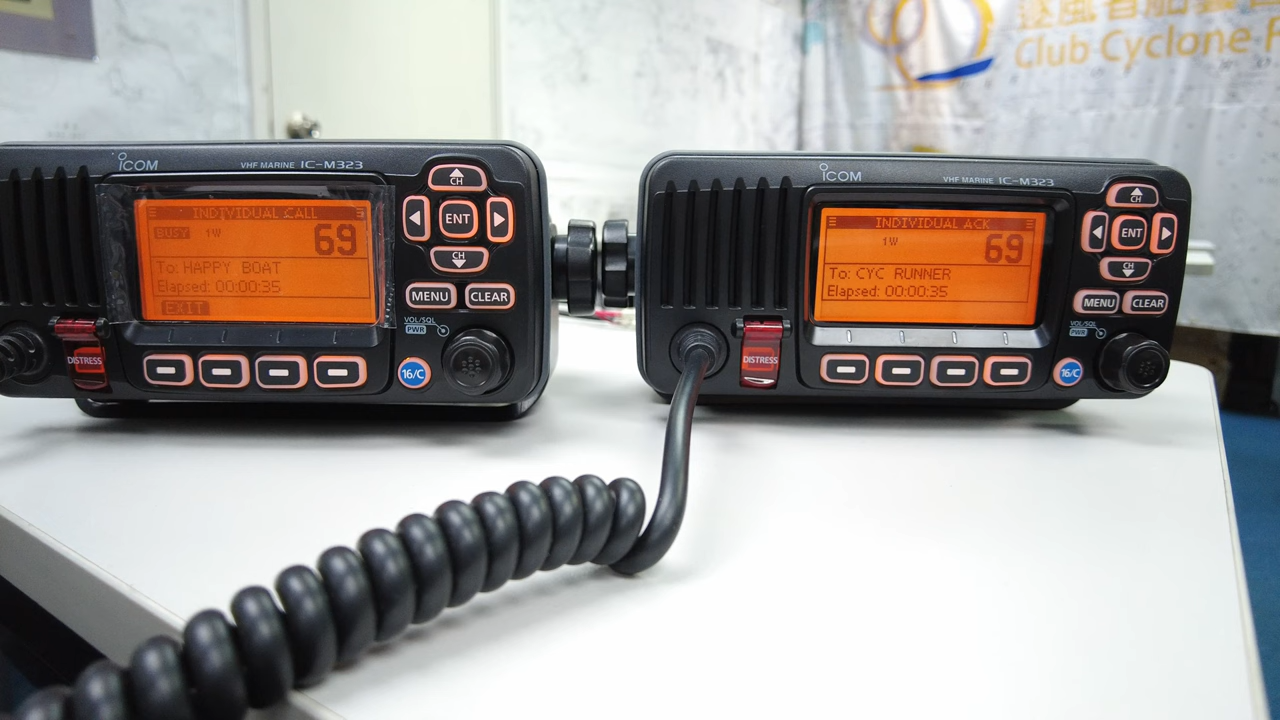 Club Cyclone
ICOM
VHF MARINE IC-M323
INDIVIDUAL CALL
BUSY 1W 69
To: HAPPY BOAT
Elapsed: 00:00:35
EXIT
CH
ENT
CH
MENU CLEAR
VOL/SQL
PWR
DISTRESS
16/C
ICOM
VHF MARINE IC-M323
INDIVIDUAL ACK
1W 69
To: CYC RUNNER
Elapsed: 00:00:35
CH
ENT
CH
MENU CLEAR
VOL/SQL
PWR
DISTRESS
16/C